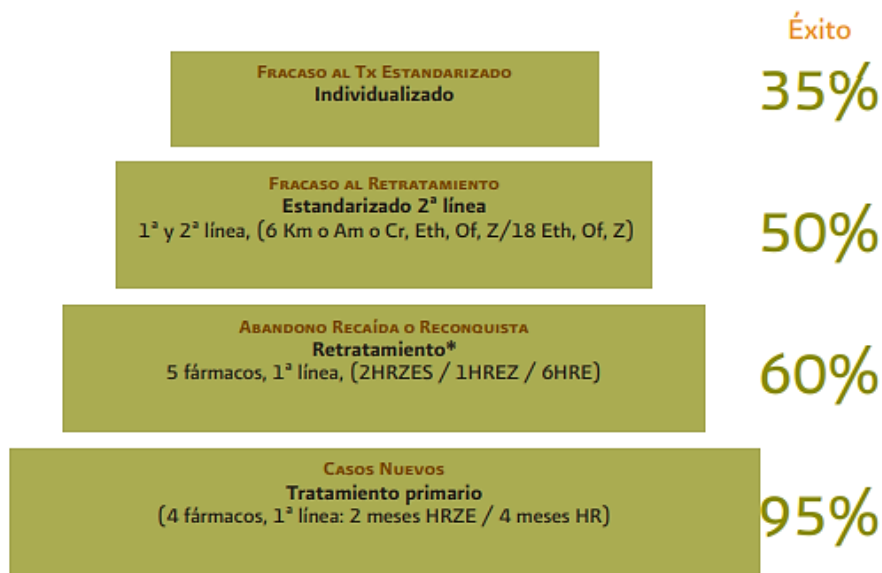 Éxito
Fracaso al Tx Estandarizado
Individualizado
35%
Fracaso al Retratamiento
Estandarizado 2ª línea
1ª y 2ª línea, (6 Km o Am o Cr, Eth, Of, Z/18 Eth, Of, Z)
50%
Abandono Recaída o Reconquista
Retratamiento*
5 fármacos, 1ª línea, (2HRZES / 1HREZ / 6HRE)
60%
Casos Nuevos
Tratamiento primario
(4 fármacos, 1ª línea: 2 meses HRZE / 4 meses HR)
95%